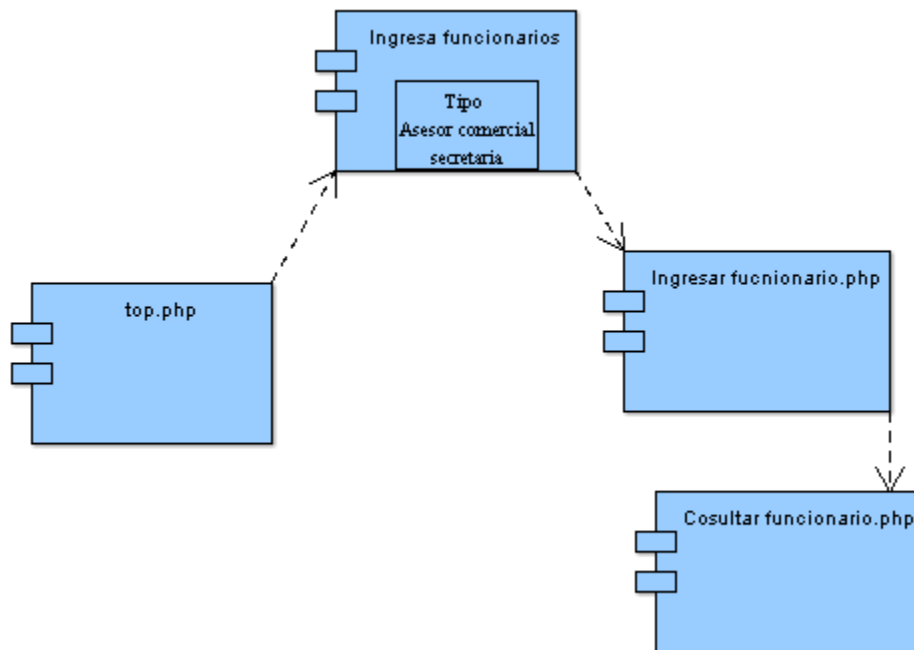 Ingresa funcionarios
Tipo
Asesor comercial
secretaria
top.php
Ingresar fucnionario.php
Cosultar funcionario.php